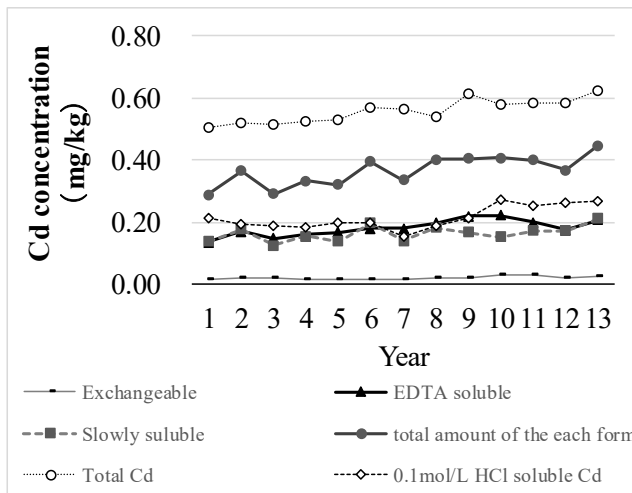 0.80
0.60
0.40
0.20
0.00
Cd concentration
(mg/kg)
1 2 3 4 5 6 7 8 9 10 11 12 13
Year
Exchangeable
EDTA soluble
Slowly suluble
total amount of the each form
Total Cd
0.1mol/L HCl soluble Cd